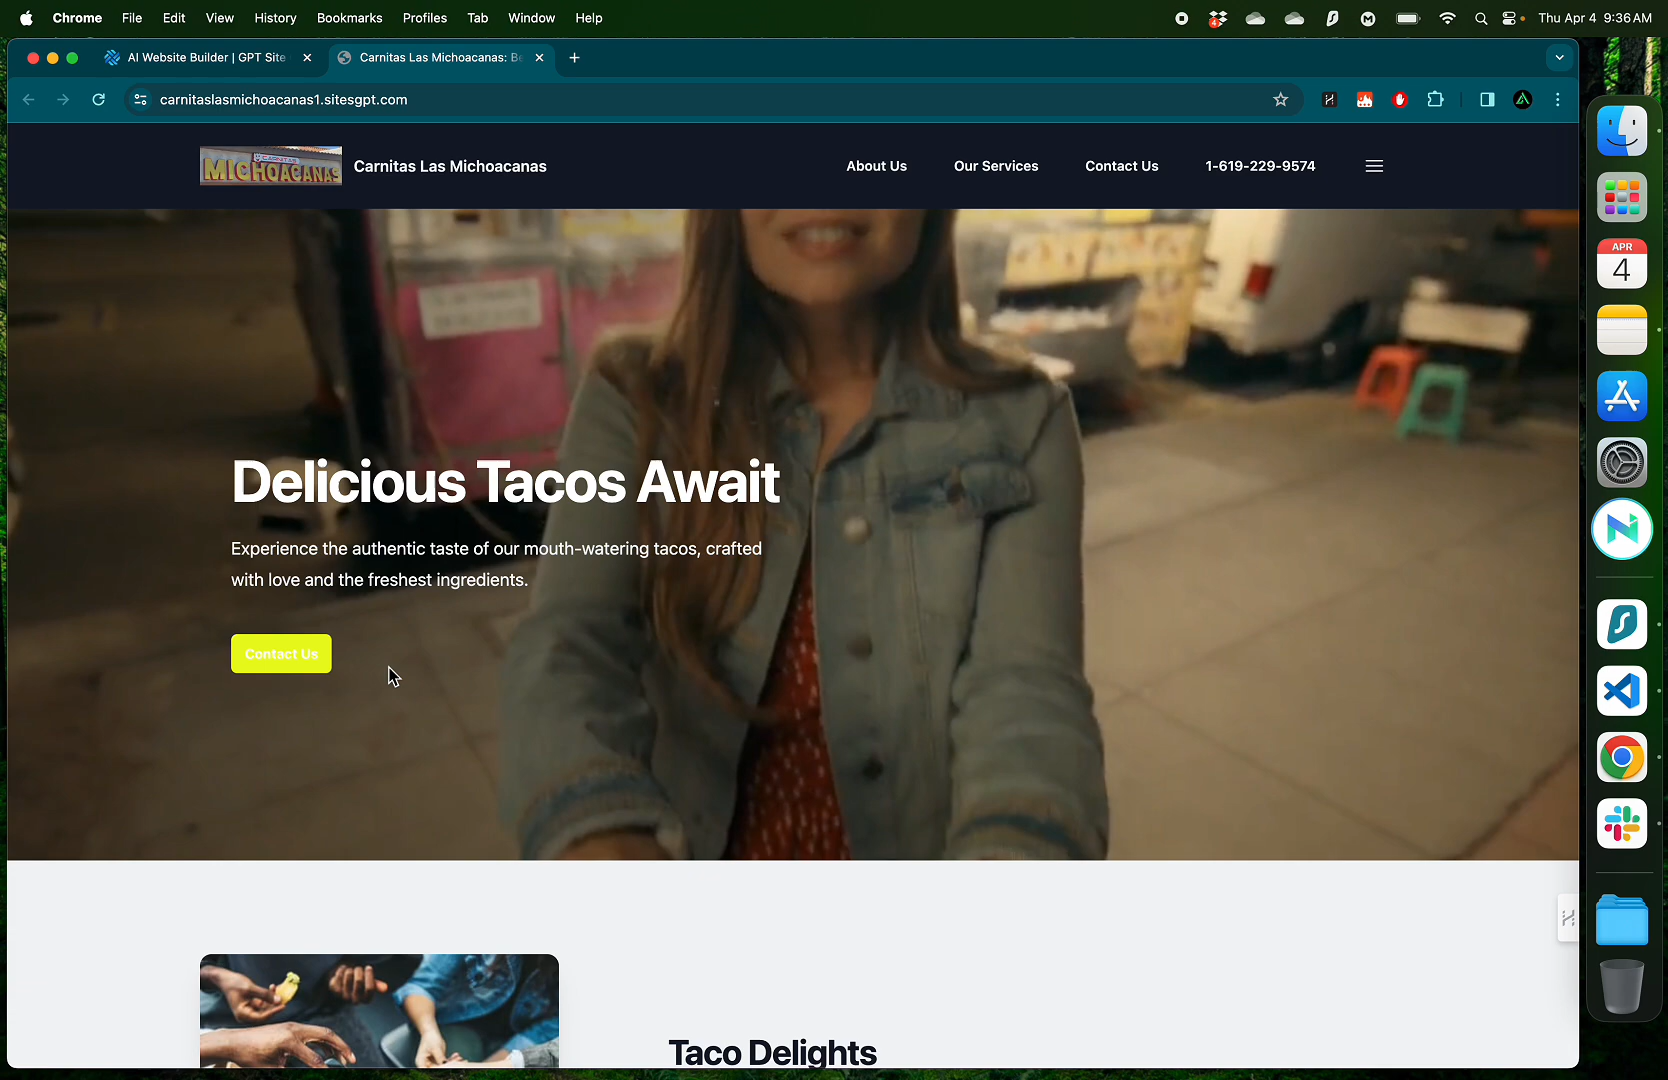 Chrome File Edit View History Bookmarks Profiles Tab Window Help
4
Thu Apr 4 9:36 AM
AI Website Builder | GPT Site
Carnitas Las Michoacanas: Be
carnitaslasmichoacanas1.sitesgpt.com
CARNITAS
MICHOACANAS
Carnitas Las Michoacanas
About Us
Our Services
Contact Us
1-619-229-9574
APR
4
Delicious Tacos Await
Experience the authentic taste of our mouth-watering tacos, crafted
with love and the freshest ingredients.
Contact Us
Taco Delights